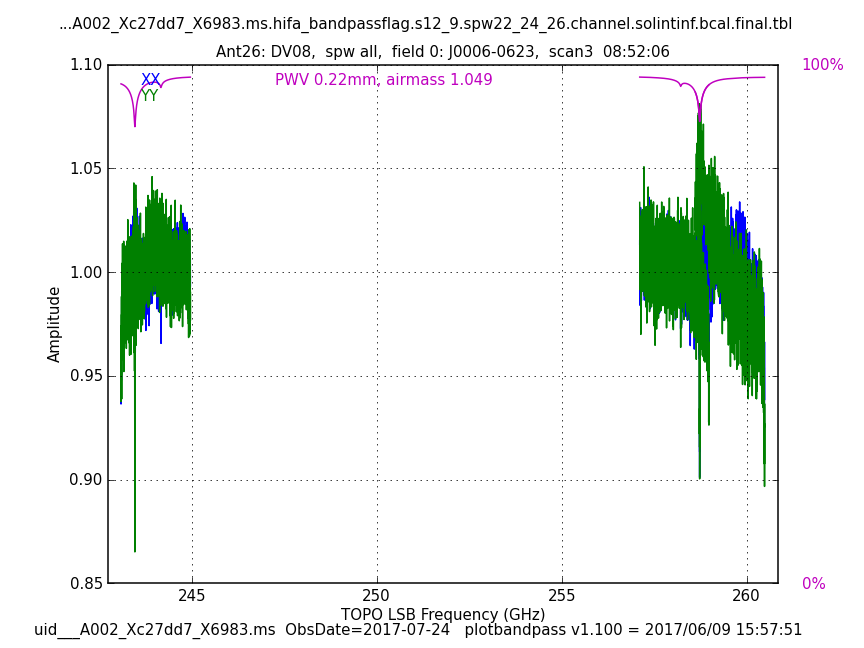 ...A002_Xc27dd7_X6983.ms.hifa_bandpassflag.s12_9.spw22_24_26.channel.solintinf.bcal.final.tbl
Ant26: DV08, spw all, field 0: J0006-0623, scan3 08:52:06
1.10
100%
XX
PWV 0.22mm, airmass 1.049
YY
1.05
1.00
Amplitude
0.95
0.90
0.85
0%
245
250
255
260
TOPO LSB Frequency (GHz)
uid___A002_Xc27dd7_X6983.ms ObsDate=2017-07-24 plotbandpass v1.100 = 2017/06/09 15:57:51